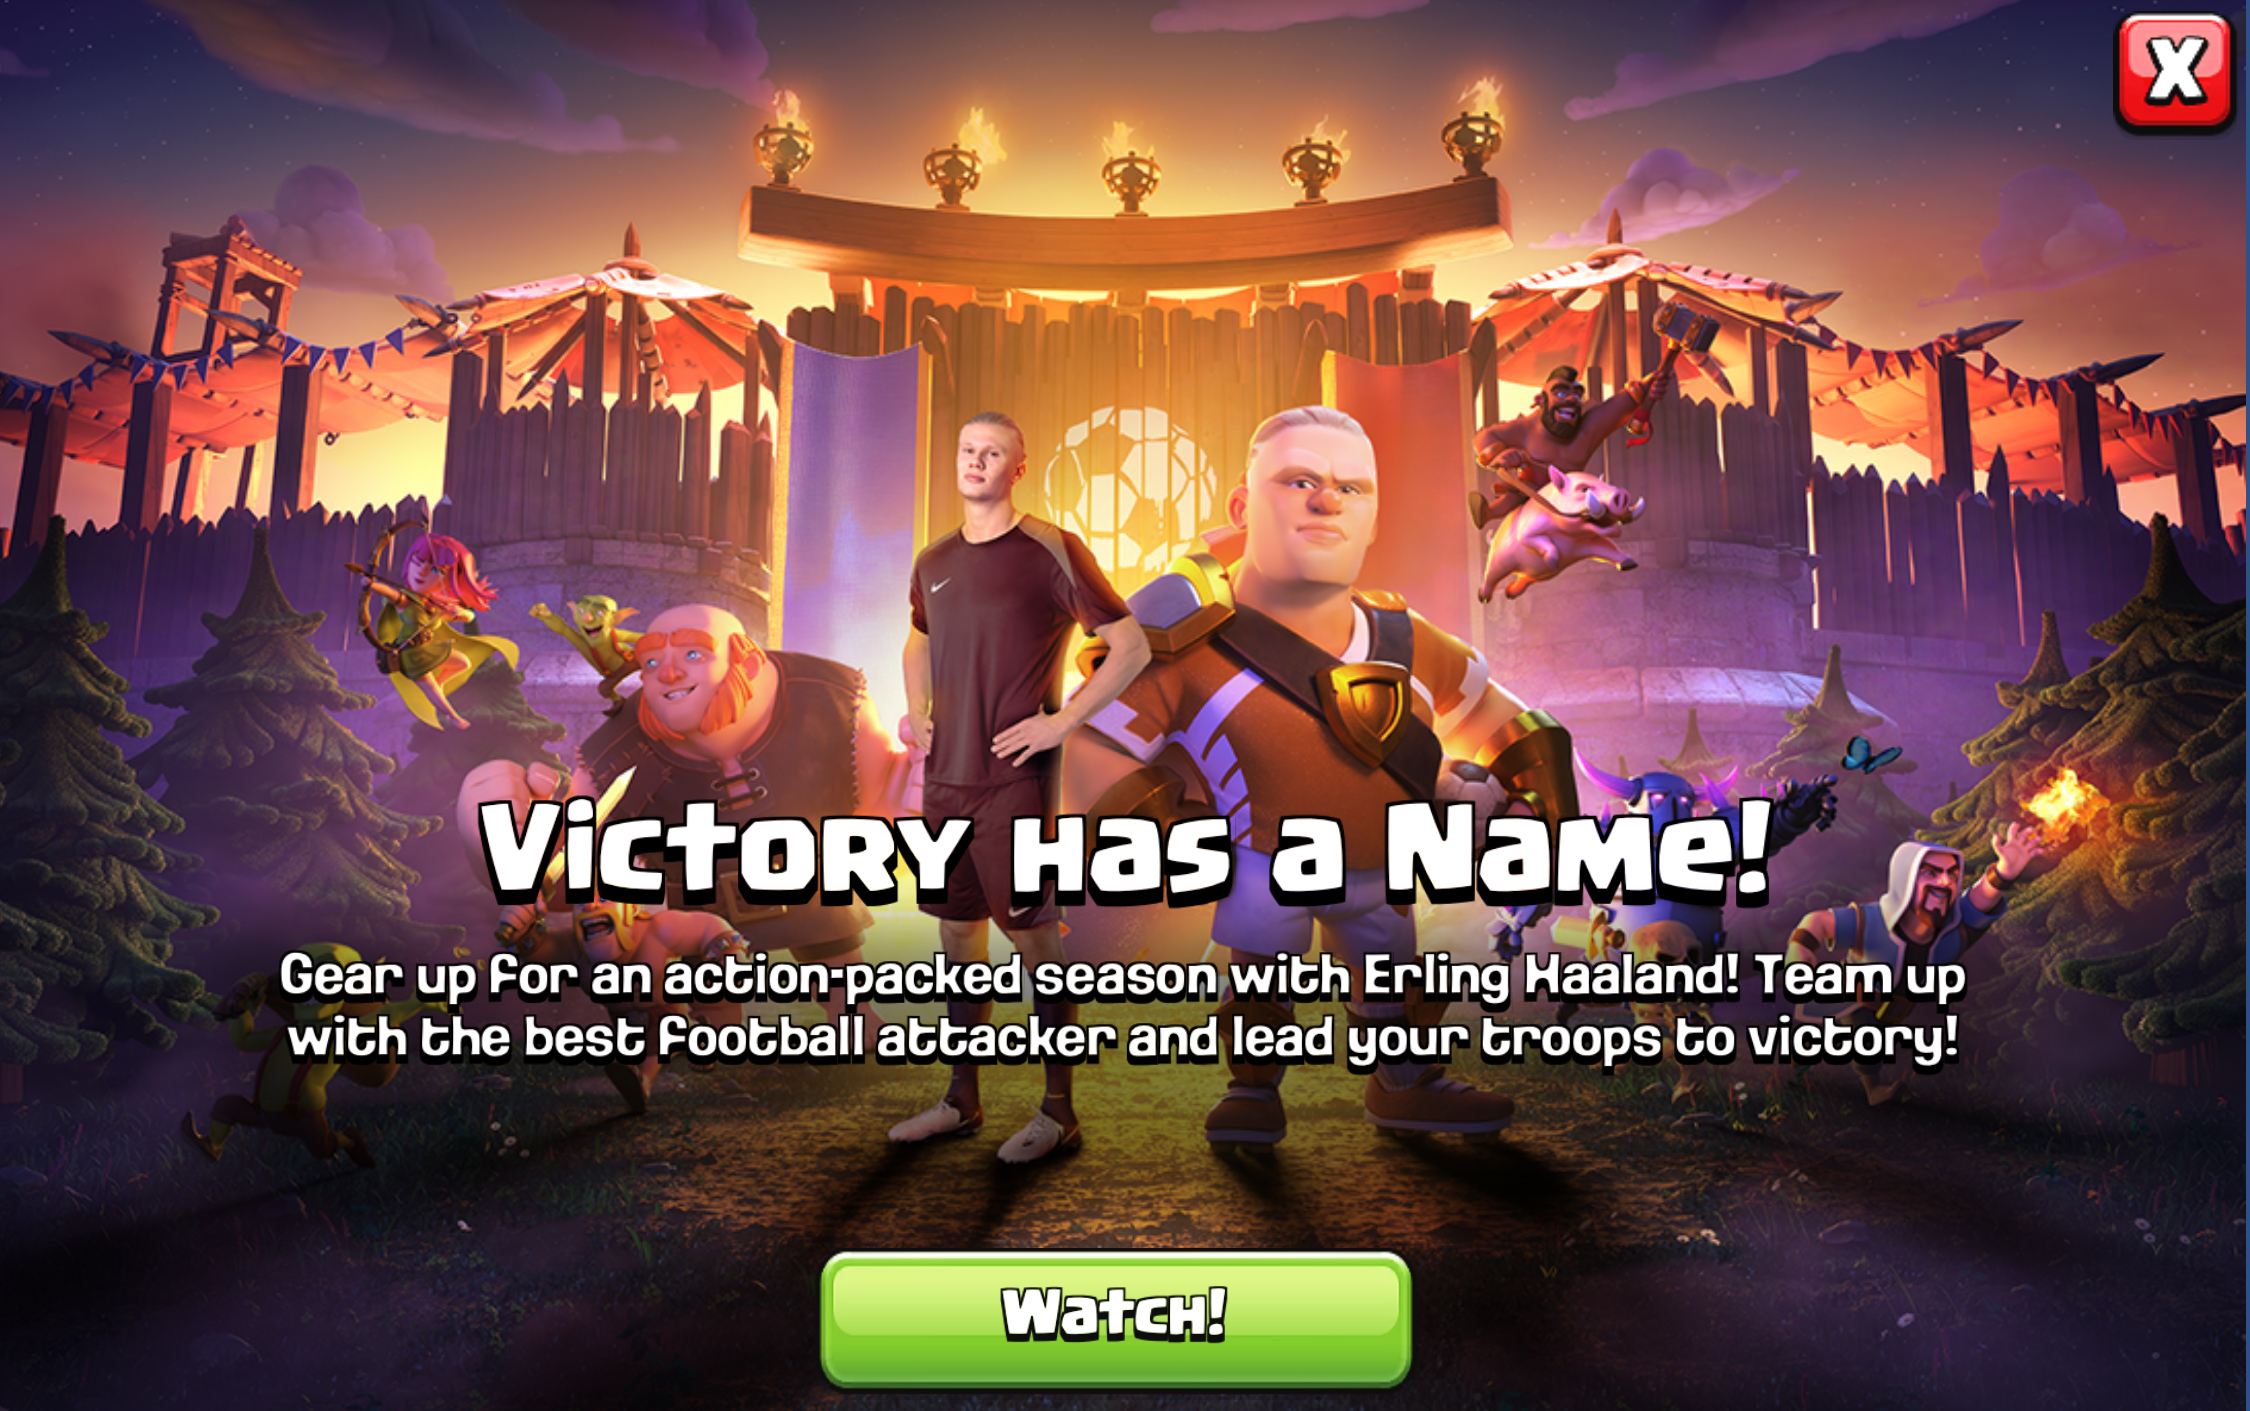 X
Victory has a Name!
Gear up for an action-packed season with Erling Haaland! Team up
with the best football attacker and lead your troops to victory!
Watch!